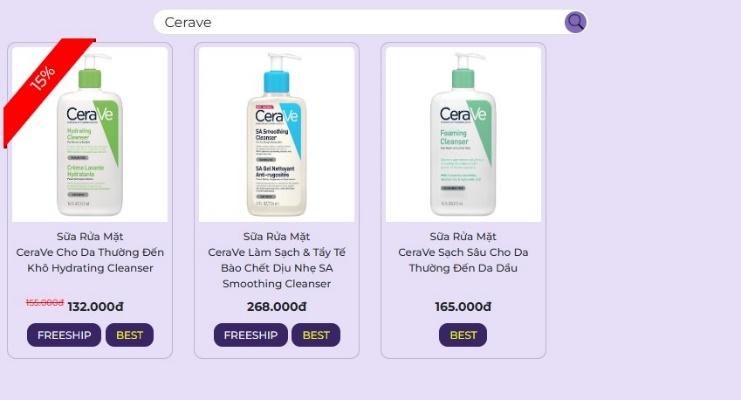 Cerave
15%
CeraVe
Hydrating
Cleanser
Crème Lavante
Hydratante
CeraVe
SA Smoothing
Cleanser
SA Gel Nettoyant
Anti-rugosités
CeraVe
Foaming
Cleanser
Sữa Rửa Mặt
CeraVe Cho Da Thường Đến
Khô Hydrating Cleanser
155.000đ 132.000đ
FREESHIP BEST
Sữa Rửa Mặt
CeraVe Làm Sạch & Tẩy Tế
Bào Chết Dịu Nhẹ SA
Smoothing Cleanser
268.000đ
FREESHIP BEST
Sữa Rửa Mặt
CeraVe Sạch Sâu Cho Da
Thường Đến Da Dầu
165.000đ
BEST